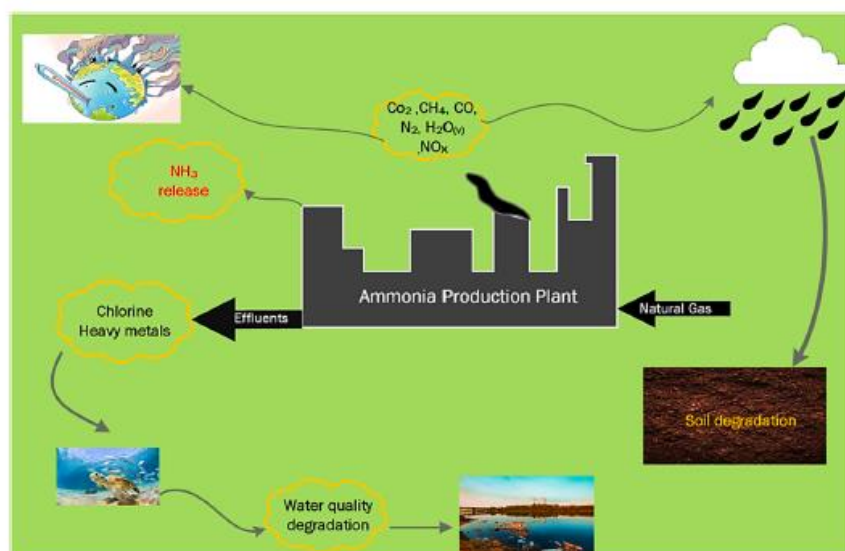 Co₂ ,CH₄, CO,
N₂, H₂O₍ᵥ₎
,NOx
NH₃
release
Ammonia Production Plant
Chlorine
Heavy metals
Effluents
Natural Gas
Soil degradation
Water quality
degradation